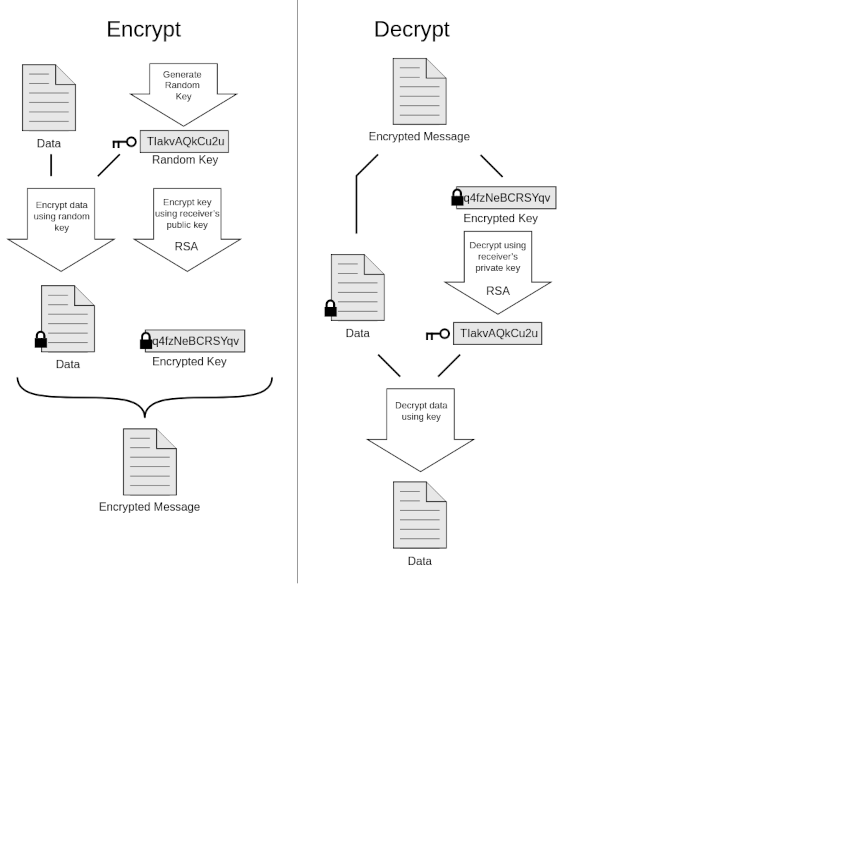 Encrypt
Generate
Random
Key
Data
TIakvAQkCu2u
Random Key
Encrypt data
using random
key
Encrypt key
using receiver's
public key
RSA
Data
q4fzNeBCRSYqv
Encrypted Key
Encrypted Message
Decrypt
Encrypted Message
q4fzNeBCRSYqv
Encrypted Key
Decrypt using
receiver's
private key
RSA
Data
TIakvAQkCu2u
Decrypt data
using key
Data